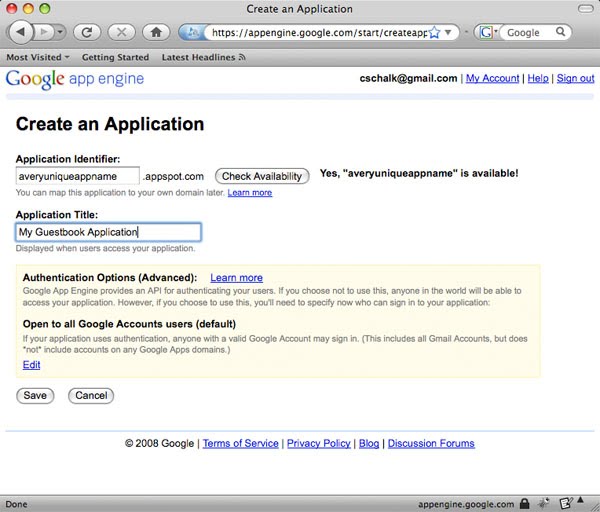 Create an Application
https://appengine.google.com/start/createapp
Google
Most Visited
Getting Started
Latest Headlines
Google app engine
cschalk@gmail.com | My Account | Help | Sign out
Create an Application
Application Identifier:
averyuniqueappname .appspot.com Check Availability Yes, "averyuniqueappname" is available!
You can map this application to your own domain later. Learn more
Application Title:
My Guestbook Application
Displayed when users access your application.
Authentication Options (Advanced): Learn more
Google App Engine provides an API for authenticating your users. If you choose not to use this, anyone in the world will be able to
access your application. However, if you choose to use this, you'll need to specify now who can sign in to your application:
Open to all Google Accounts users (default)
If your application uses authentication, anyone with a valid Google Account may sign in. (This includes all Gmail Accounts, but does
*not* include accounts on any Google Apps domains.)
Edit
Save Cancel
© 2008 Google | Terms of Service | Privacy Policy | Blog | Discussion Forums
Done appengine.google.com